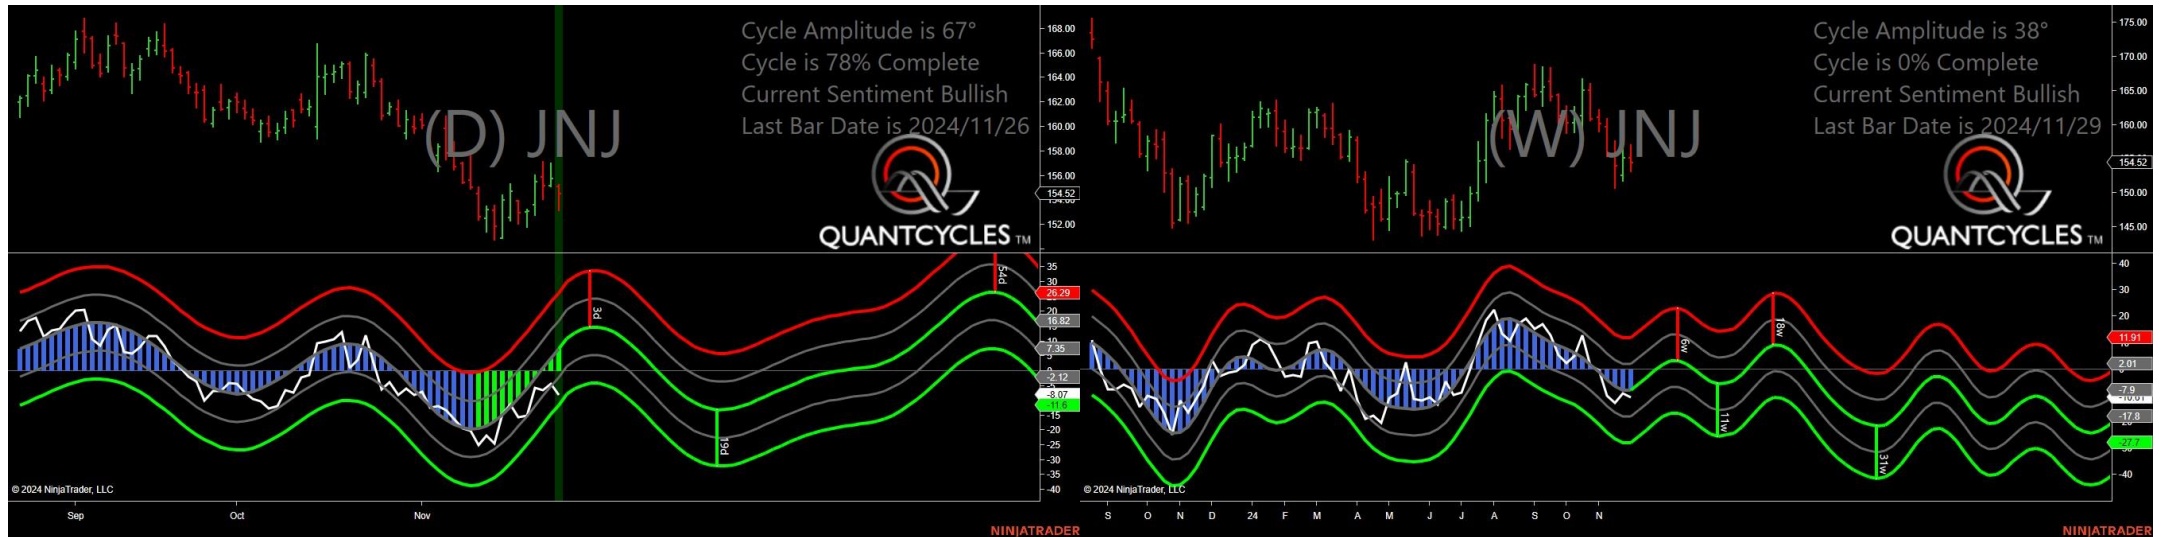 Cycle Amplitude is 67°
Cycle is 78% Complete
Current Sentiment Bullish
Last Bar Date is 2024/11/26
(D) JNJ
QUANTCYCLES TM
168.00
166.00
164.00
162.00
160.00
158.00
156.00
154.52
154.00
152.00
35
30
26.29
20
16.82
7.35
-2.12
-8.07
-11.6
-15
-20
-25
-30
-35
-40
3d
19d
54d
© 2024 NinjaTrader, LLC
Sep
Oct
Nov
NINJATRADER
Cycle Amplitude is 38°
Cycle is 0% Complete
Current Sentiment Bullish
Last Bar Date is 2024/11/29
(W) JNJ
QUANTCYCLES TM
175.00
170.00
165.00
160.00
154.52
150.00
145.00
40
30
20
11.91
2.01
-7.9
-10.01
-17.8
-27.7
-40
6w
11w
18w
31w
© 2024 NinjaTrader, LLC
S
O
N
D
24
F
M
A
M
J
J
A
S
O
N
NINJATRADER